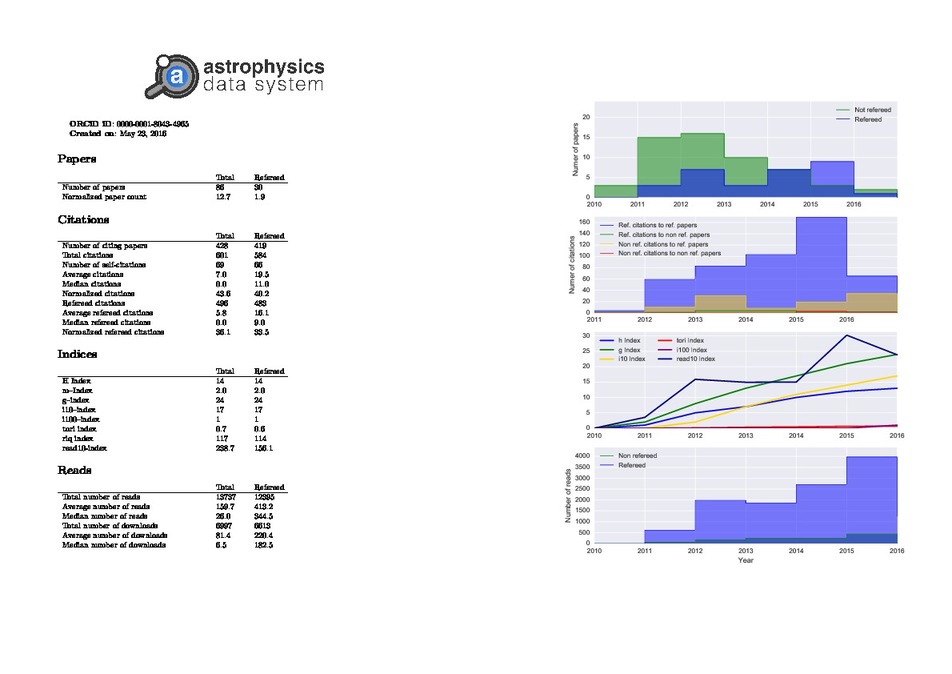 a astrophysics
data system
ORCID ID: 0000-0001-8043-4965
Created on: May 23, 2016
Papers
Total Refereed
Number of papers 86 30
Normalized paper count 12.7 1.9
Citations
Total Refereed
Number of citing papers 428 419
Total citations 601 584
Number of self-citations 69 66
Average citations 7.0 19.5
Median citations 0.0 11.0
Normalized citations 43.6 40.2
Refereed citations 496 483
Average refereed citations 5.8 16.1
Median refereed citations 0.0 9.0
Normalized refereed citations 36.1 33.5
Indices
Total Refereed
H Index 14 14
m-Index 2.0 2.0
g-index 24 24
i10-index 17 17
i100-index 1 1
tori index 0.7 0.6
riq index 117 114
read10-index 238.7 156.1
Reads
Total Refereed
Total number of reads 13737 12395
Average number of reads 159.7 413.2
Median number of reads 26.0 344.5
Total number of downloads 6997 6613
Average number of downloads 81.4 220.4
Median number of downloads 6.5 182.5
Numer of papers
20
15
10
5
0
Not refereed
Refereed
2010 2011 2012 2013 2014 2015 2016
Numer of citations
160
140
120
100
80
60
40
20
0
Ref. citations to ref. papers
Ref. citations to non ref. papers
Non ref. citations to ref. papers
Non ref. citations to non ref. papers
2011 2012 2013 2014 2015 2016
30
25
20
15
10
5
0
h Index tori Index
g Index i100 Index
i10 Index read10 Index
2010 2011 2012 2013 2014 2015 2016
Number of reads
4000
3500
3000
2500
2000
1500
1000
500
0
Non refereed
Refereed
2010 2011 2012 2013 2014 2015 2016
Year